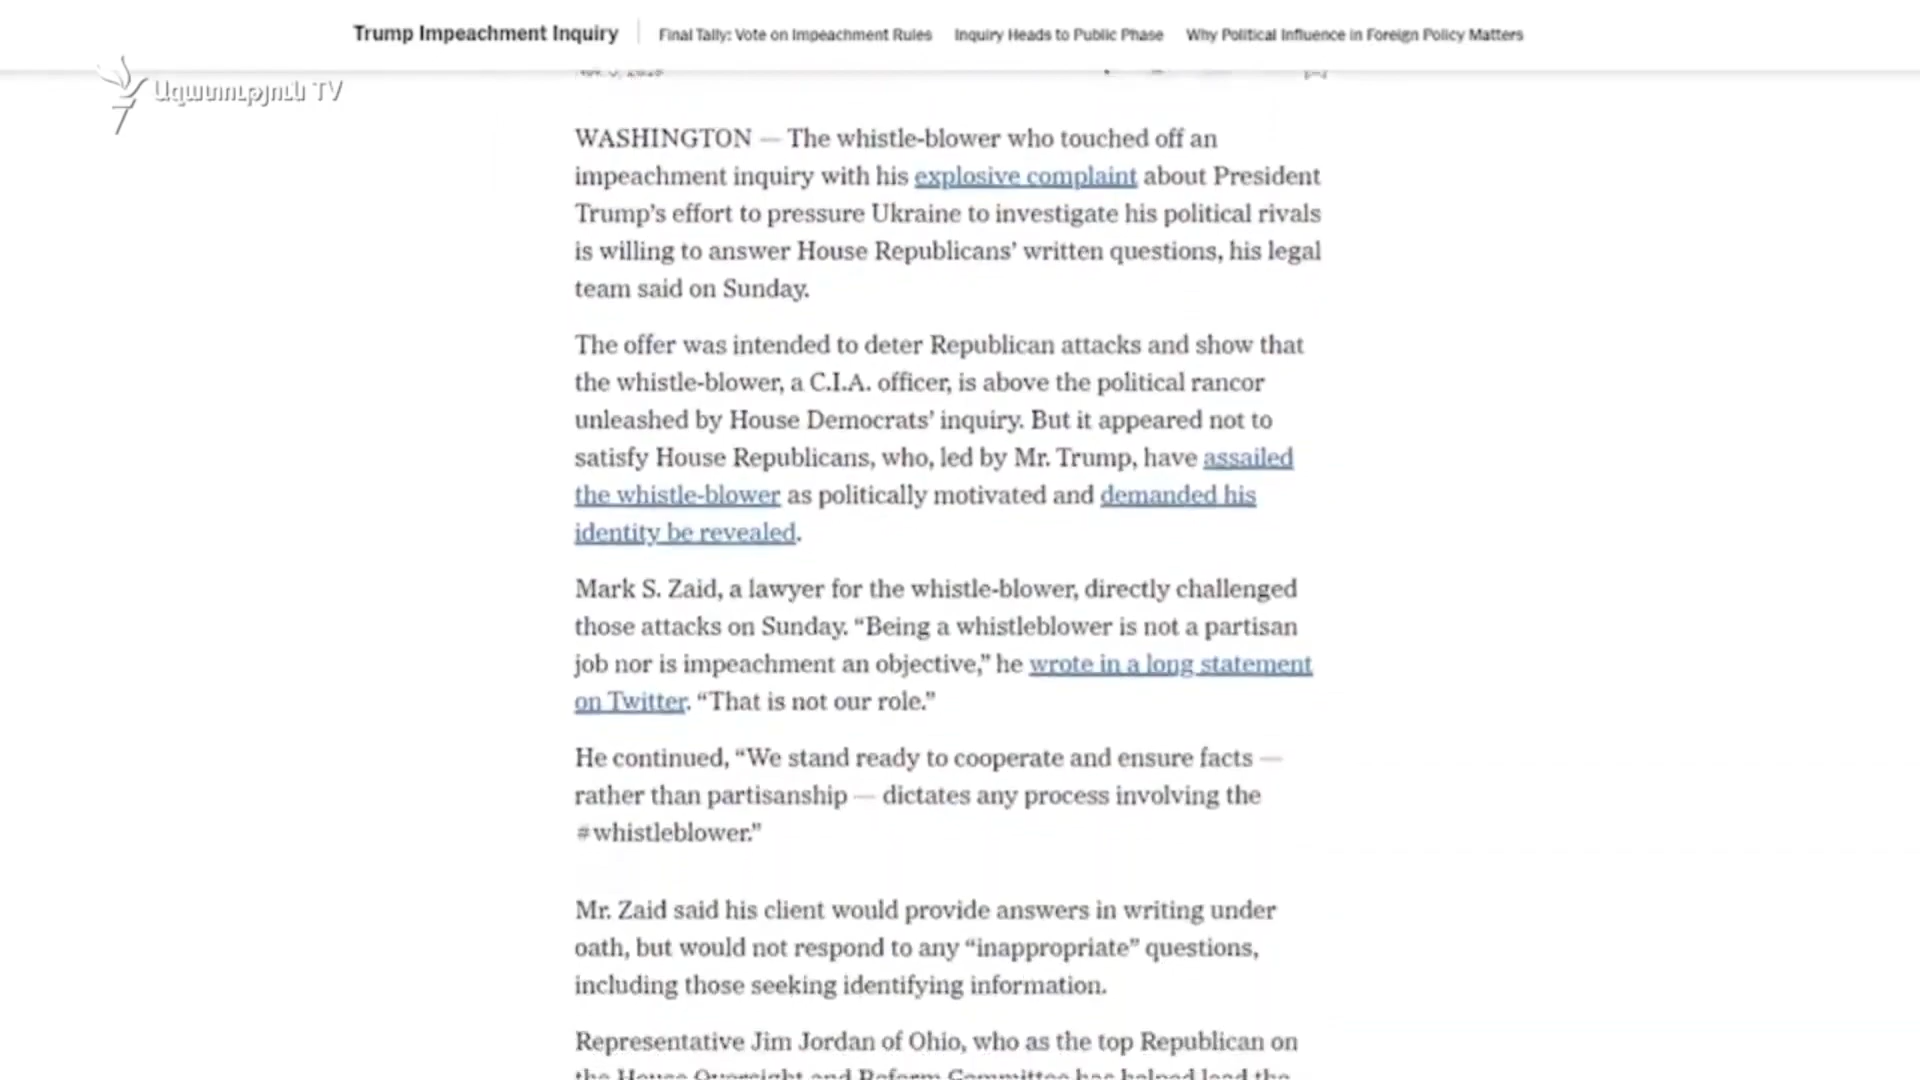 Trump Impeachment Inquiry
Final Tally: Vote on Impeachment Rules
Inquiry Heads to Public Phase
Why Political Influence in Foreign Policy Matters
Ազատություն TV
WASHINGTON — The whistle-blower who touched off an
impeachment inquiry with his explosive complaint about President
Trump’s effort to pressure Ukraine to investigate his political rivals
is willing to answer House Republicans’ written questions, his legal
team said on Sunday.
The offer was intended to deter Republican attacks and show that
the whistle-blower, a C.I.A. officer, is above the political rancor
unleashed by House Democrats’ inquiry. But it appeared not to
satisfy House Republicans, who, led by Mr. Trump, have assailed
the whistle-blower as politically motivated and demanded his
identity be revealed.
Mark S. Zaid, a lawyer for the whistle-blower, directly challenged
those attacks on Sunday. “Being a whistleblower is not a partisan
job nor is impeachment an objective,” he wrote in a long statement
on Twitter. “That is not our role.”
He continued, “We stand ready to cooperate and ensure facts —
rather than partisanship — dictates any process involving the
#whistleblower.”
Mr. Zaid said his client would provide answers in writing under
oath, but would not respond to any “inappropriate” questions,
including those seeking identifying information.
Representative Jim Jordan of Ohio, who as the top Republican on
the House Oversight and Reform Committee has helped lead the